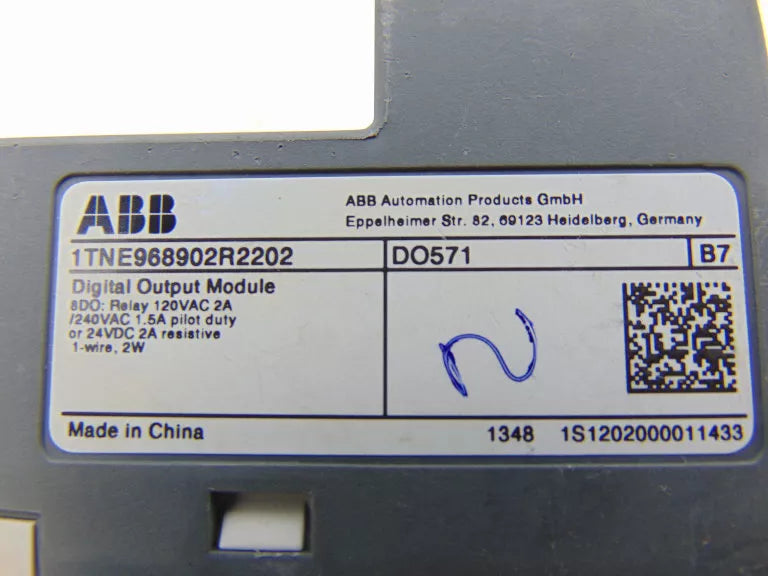 ABB
ABB Automation Products GmbH
Eppelheimer Str. 82, 69123 Heidelberg, Germany
1TNE968902R2202 DO571 B7
Digital Output Module
8DO: Relay 120VAC 2A
/240VAC 1.5A pilot duty
or 24VDC 2A resistive
1-wire, 2W
Made in China 1348 1S1202000011433